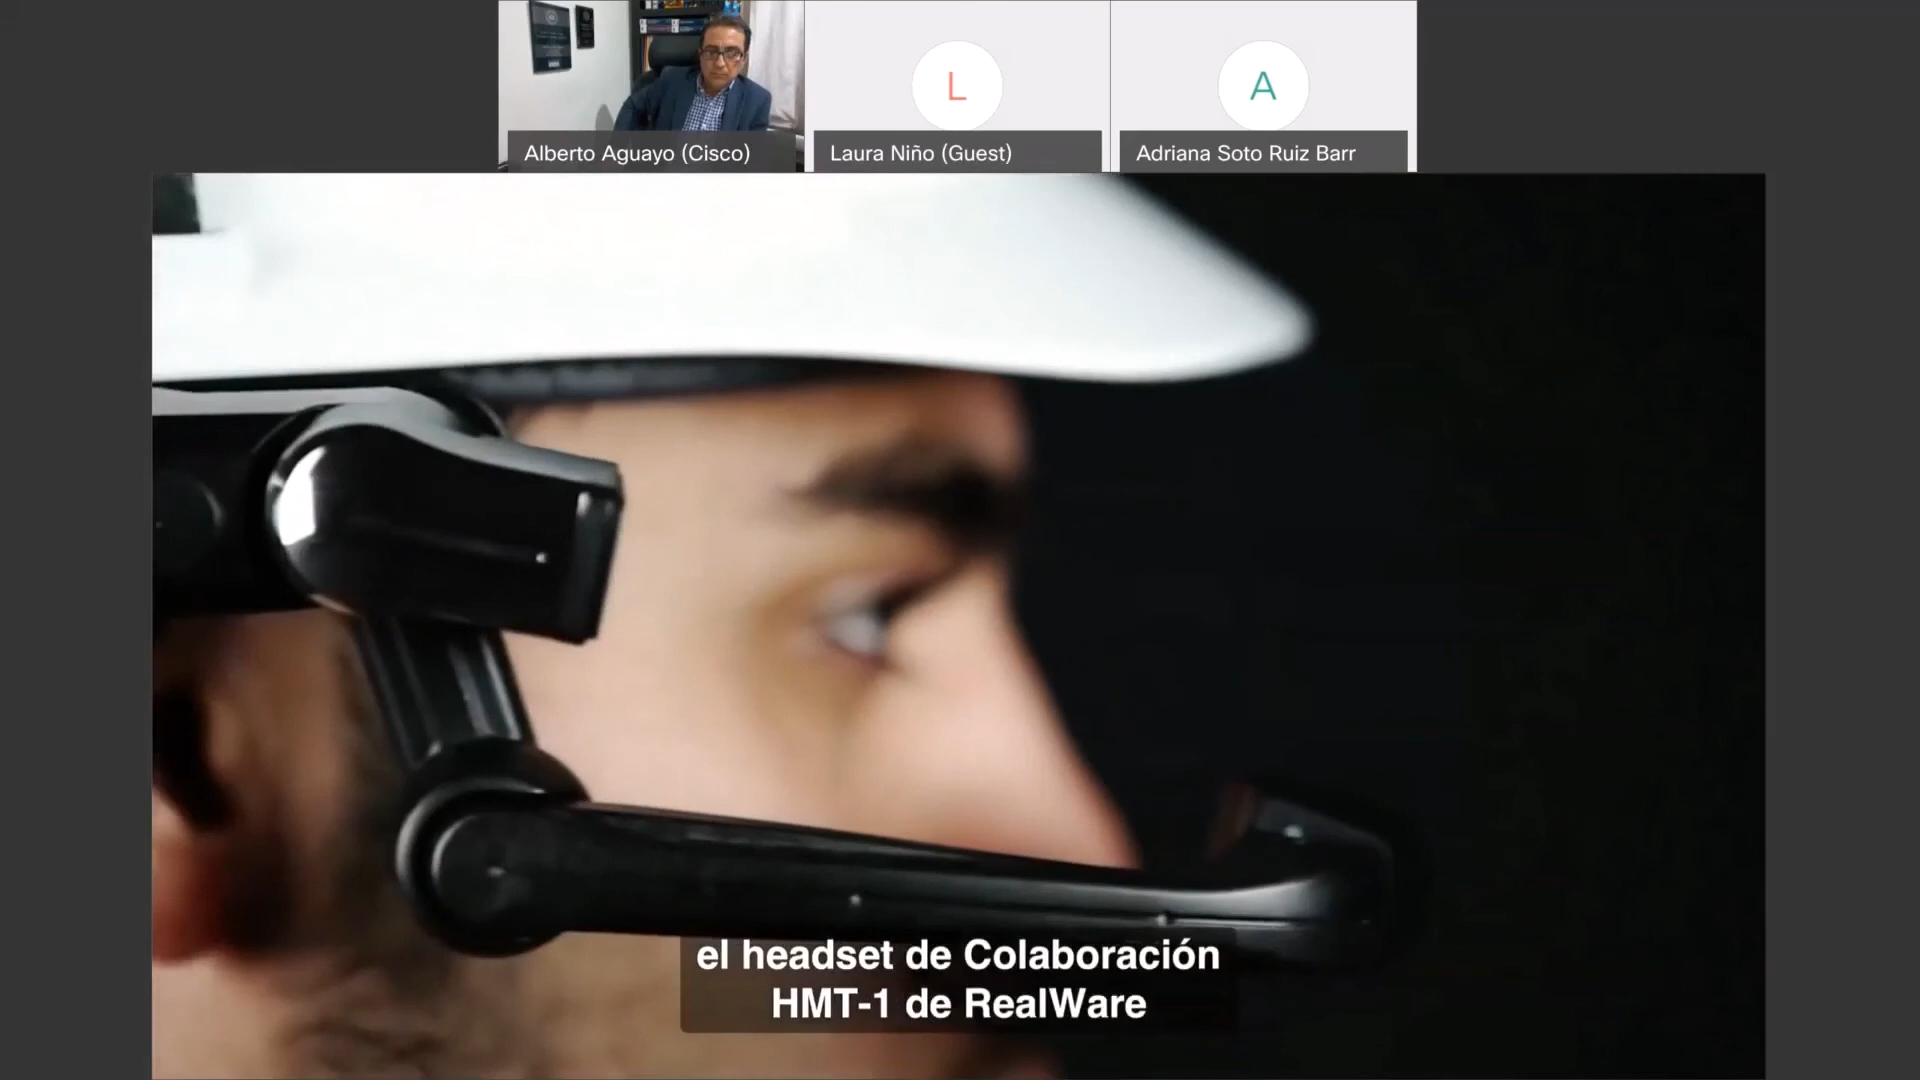 Alberto Aguayo (Cisco)
L
Laura Niño (Guest)
A
Adriana Soto Ruiz Barr
el headset de Colaboración
HMT-1 de RealWare